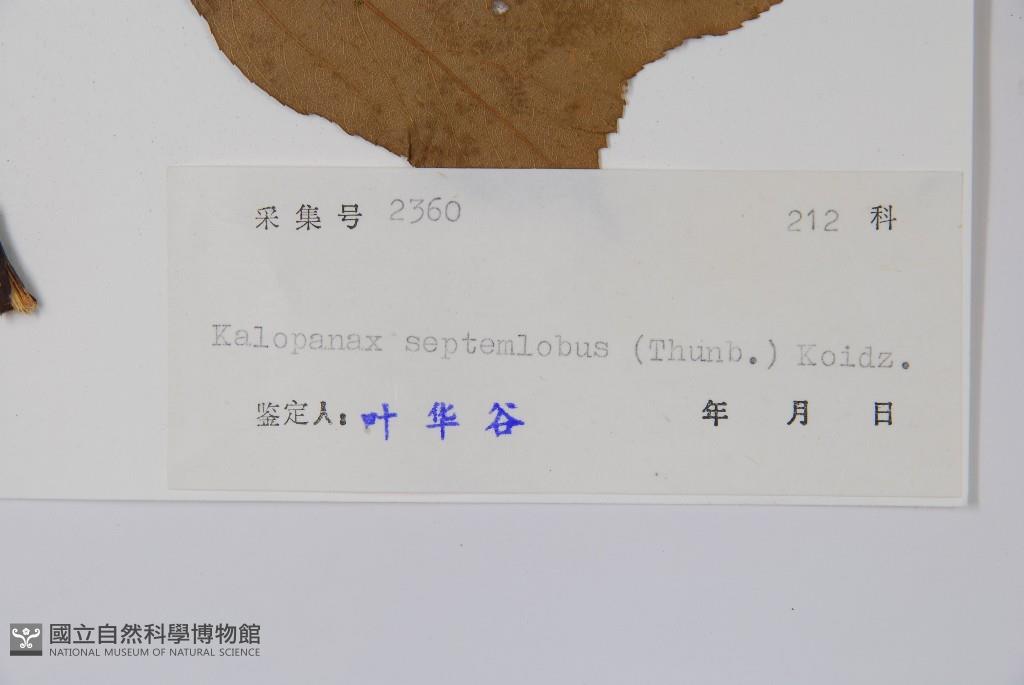 采集号 2360 212 科
Kalopanax septemlobus (Thunb.) Koidz.
鉴定人: 叶华谷 年 月 日
國立自然科學博物館
NATIONAL MUSEUM OF NATURAL SCIENCE